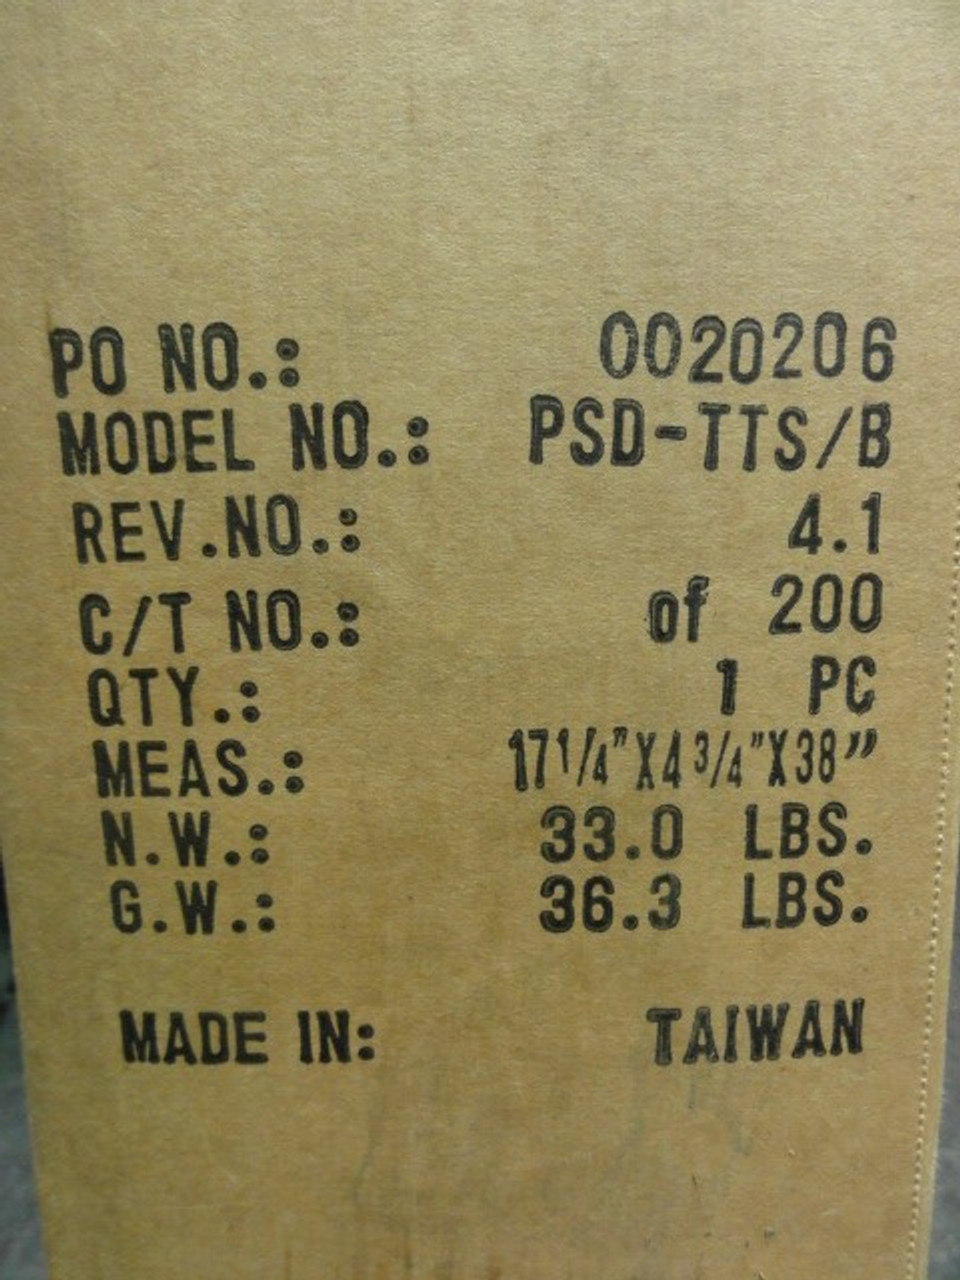 PO NO.: 0020206
MODEL NO.: PSD-TTS/B
REV.NO.: 4.1
C/T NO.: of 200
QTY.: 1 PC
MEAS.: 17 1/4"X4 3/4"X38"
N.W.: 33.0 LBS.
G.W.: 36.3 LBS.
MADE IN: TAIWAN